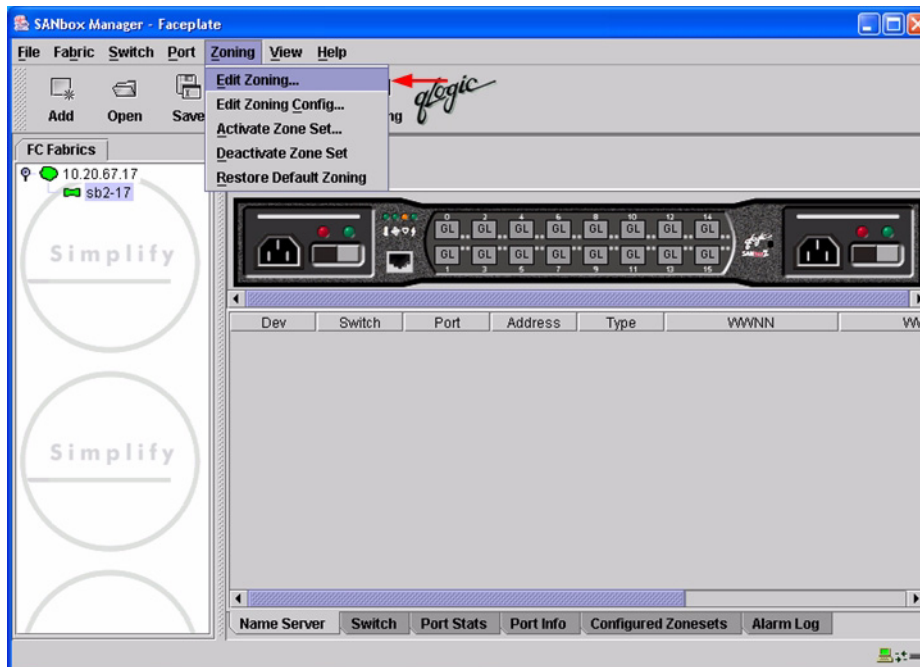 SANbox Manager - Faceplate
File Fabric Switch Port Zoning View Help
Add Open Save
Edit Zoning...
Edit Zoning Config...
Activate Zone Set...
Deactivate Zone Set
Restore Default Zoning
ng
qlogic
FC Fabrics
10.20.67.17
sb2-17
Simplify
Simplify
0 2 4 6 8 10 12 14
GL GL GL GL GL GL GL GL
GL GL GL GL GL GL GL GL
1 3 5 7 9 11 13 15
Dev Switch Port Address Type WWNN WW
Name Server Switch Port Stats Port Info Configured Zonesets Alarm Log